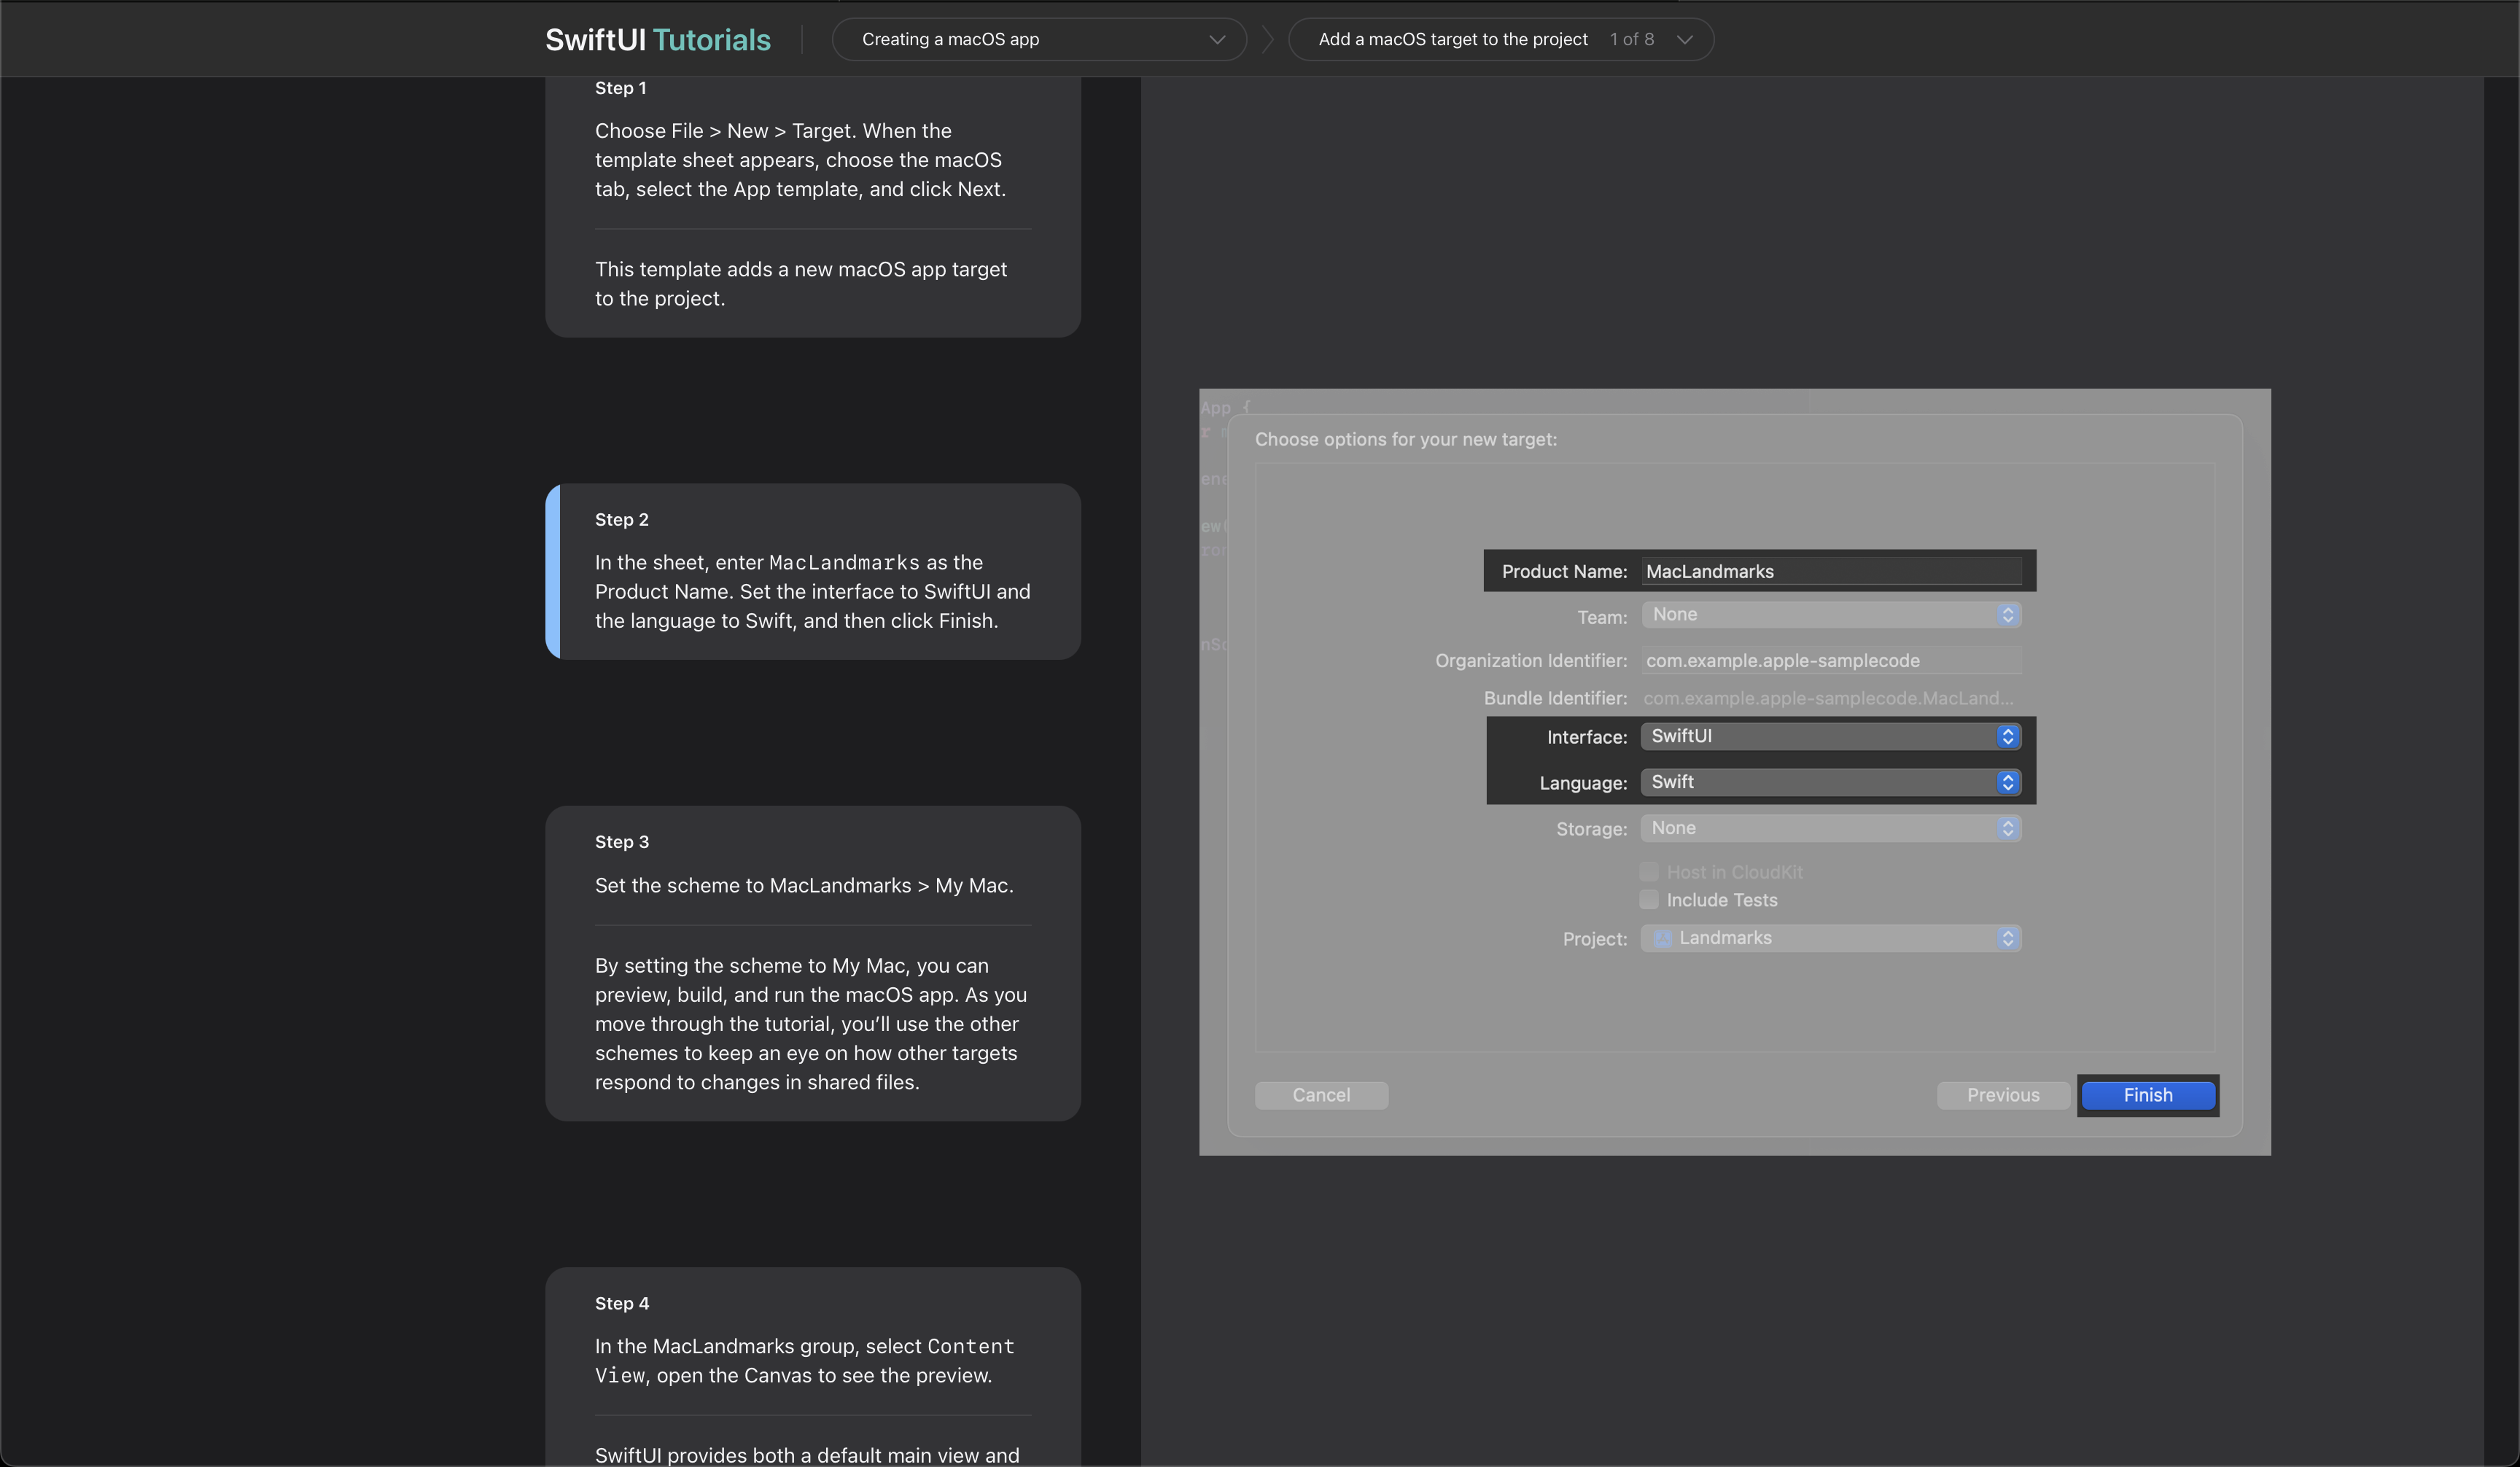 SwiftUI Tutorials
Creating a macOS app
Add a macOS target to the project 1 of 8
Step 1
Choose File > New > Target. When the
template sheet appears, choose the macOS
tab, select the App template, and click Next.
This template adds a new macOS app target
to the project.
Step 2
In the sheet, enter MacLandmarks as the
Product Name. Set the interface to SwiftUI and
the language to Swift, and then click Finish.
Step 3
Set the scheme to MacLandmarks > My Mac.
By setting the scheme to My Mac, you can
preview, build, and run the macOS app. As you
move through the tutorial, you’ll use the other
schemes to keep an eye on how other targets
respond to changes in shared files.
Step 4
In the MacLandmarks group, select Content
View, open the Canvas to see the preview.
SwiftUI provides both a default main view and
App {
r m
ene
ew(
ron
nSc
Choose options for your new target:
Product Name: MacLandmarks
Team: None
Organization Identifier: com.example.apple-samplecode
Bundle Identifier: com.example.apple-samplecode.MacLand...
Interface: SwiftUI
Language: Swift
Storage: None
Host in CloudKit
Include Tests
Project: Landmarks
Cancel
Previous
Finish